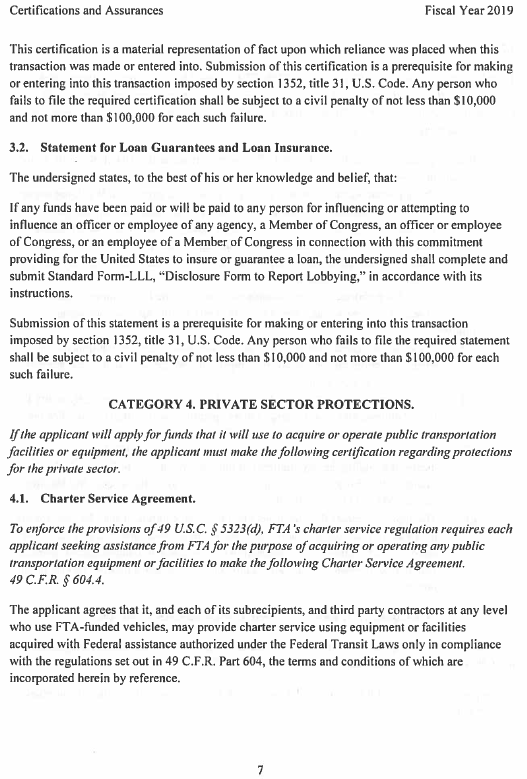 Certifications and Assurances Fiscal Year 2019
This certification is a material representation of fact upon which reliance was placed when this
transaction was made or entered into. Submission of this certification is a prerequisite for making
or entering into this transaction imposed by section 1352, title 31, U.S. Code. Any person who
fails to file the required certification shall be subject to a civil penalty of not less than $10,000
and not more than $100,000 for each such failure.
3.2. Statement for Loan Guarantees and Loan Insurance.
The undersigned states, to the best of his or her knowledge and belief, that:
If any funds have been paid or will be paid to any person for influencing or attempting to
influence an officer or employee of any agency, a Member of Congress, an officer or employee
of Congress, or an employee of a Member of Congress in connection with this commitment
providing for the United States to insure or guarantee a loan, the undersigned shall complete and
submit Standard Form-LLL, “Disclosure Form to Report Lobbying,” in accordance with its
instructions.
Submission of this statement is a prerequisite for making or entering into this transaction
imposed by section 1352, title 31, U.S. Code. Any person who fails to file the required statement
shall be subject to a civil penalty of not less than $10,000 and not more than $100,000 for each
such failure.
CATEGORY 4. PRIVATE SECTOR PROTECTIONS.
If the applicant will apply for funds that it will use to acquire or operate public transportation
facilities or equipment, the applicant must make the following certification regarding protections
for the private sector.
4.1. Charter Service Agreement.
To enforce the provisions of 49 U.S.C. § 5323(d), FTA’s charter service regulation requires each
applicant seeking assistance from FTA for the purpose of acquiring or operating any public
transportation equipment or facilities to make the following Charter Service Agreement.
49 C.F.R. § 604.4.
The applicant agrees that it, and each of its subrecipients, and third party contractors at any level
who use FTA-funded vehicles, may provide charter service using equipment or facilities
acquired with Federal assistance authorized under the Federal Transit Laws only in compliance
with the regulations set out in 49 C.F.R. Part 604, the terms and conditions of which are
incorporated herein by reference.
7